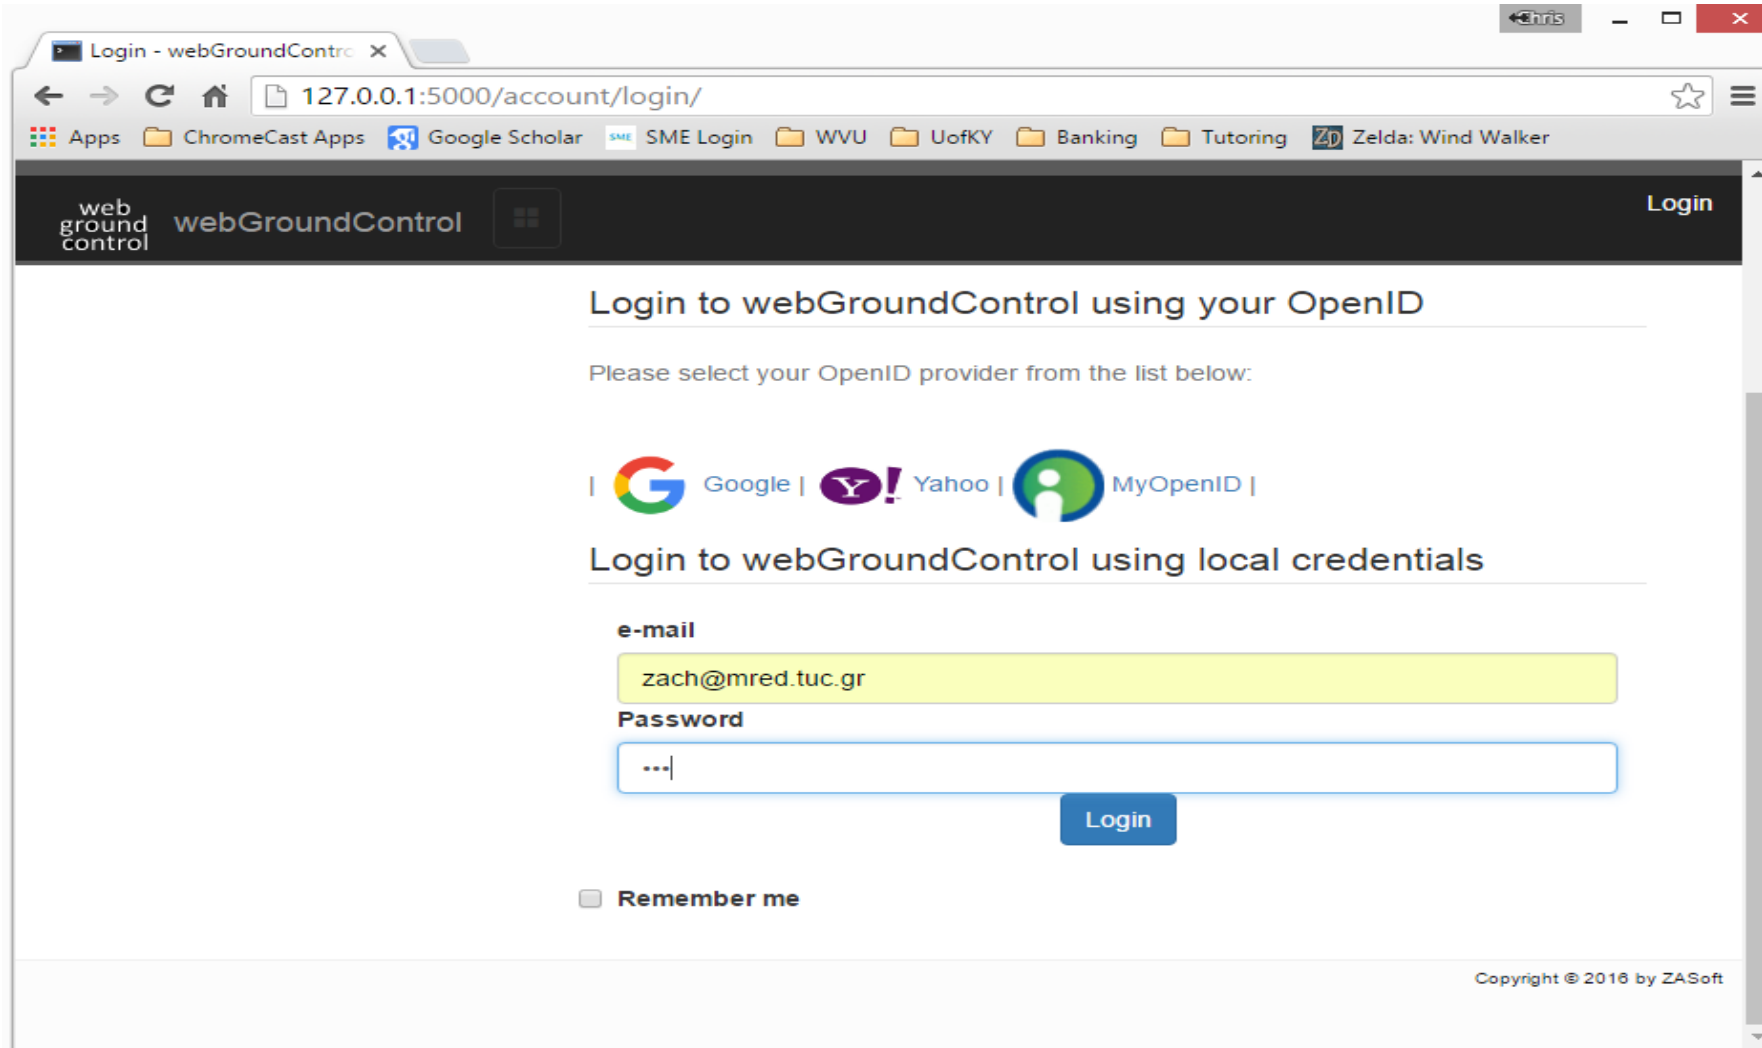 Chris
Login - webGroundContro
127.0.0.1:5000/account/login/
Apps ChromeCast Apps Google Scholar SME SME Login WVU UofKY Banking Tutoring ZD Zelda: Wind Walker
web
ground
control
webGroundControl
Login
Login to webGroundControl using your OpenID
Please select your OpenID provider from the list below:
| G Google | Y! Yahoo | MyOpenID |
Login to webGroundControl using local credentials
e-mail
zach@mred.tuc.gr
Password
•••
Login
Remember me
Copyright © 2016 by ZASoft